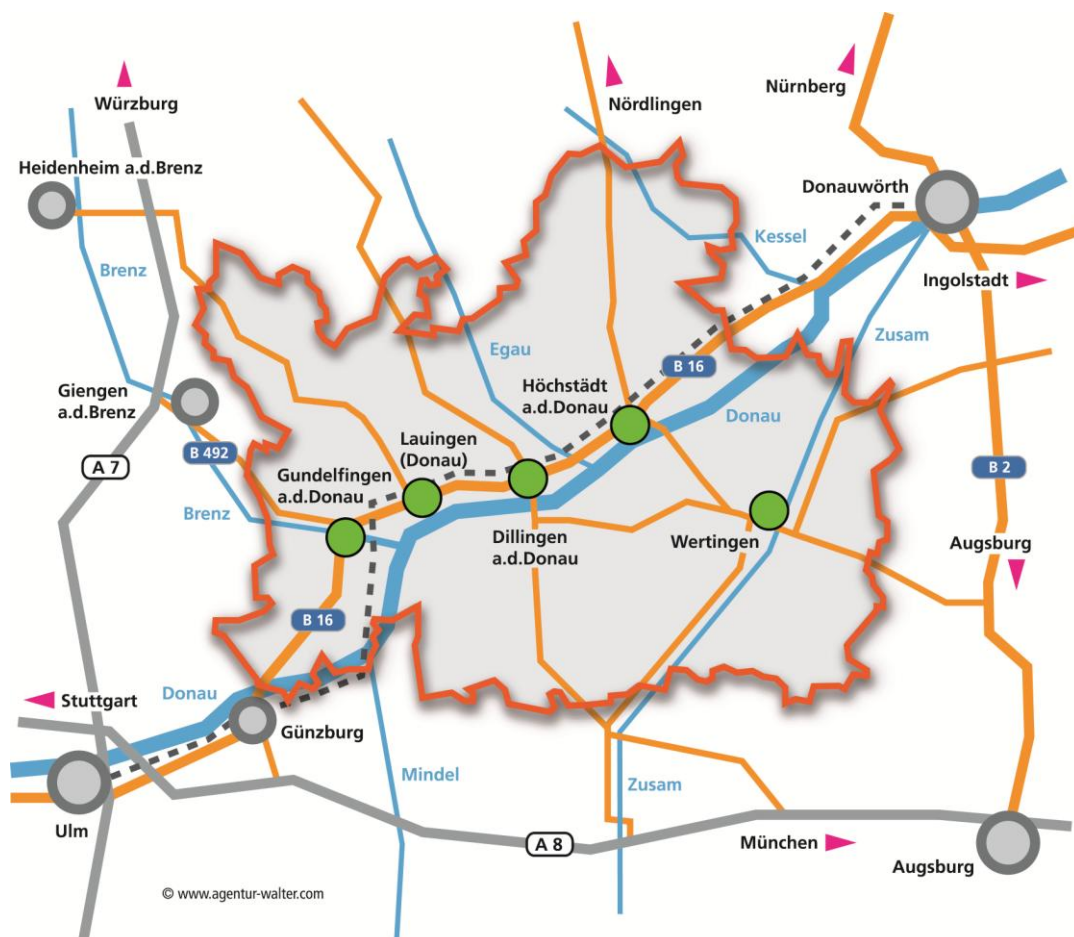 Würzburg
Nördlingen
Nürnberg
Heidenheim a.d.Brenz
Donauwörth
Kessel
Brenz
Ingolstadt
Zusam
Egau
B 16
Höchstädt
a.d.Donau
Giengen
a.d.Brenz
Donau
Lauingen
(Donau)
B 492
A 7
Gundelfingen
a.d.Donau
B 2
Brenz
Dillingen
a.d.Donau
Wertingen
Augsburg
B 16
Donau
Stuttgart
Günzburg
Mindel
Zusam
Ulm
A 8
München
Augsburg
© www.agentur-walter.com